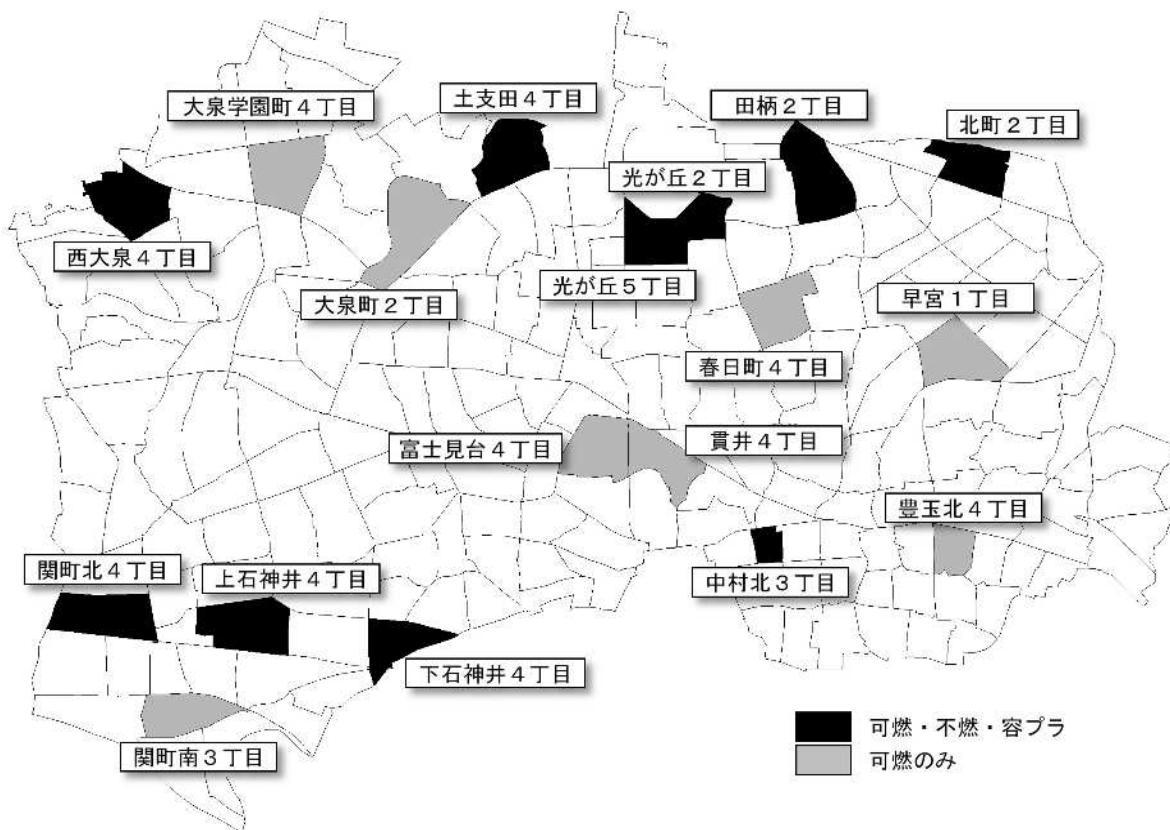 大泉学園町４丁目
土支田４丁目
田柄２丁目
北町２丁目
光が丘２丁目
西大泉４丁目
大泉町２丁目
光が丘５丁目
早宮１丁目
春日町４丁目
富士見台４丁目
貫井４丁目
豊玉北４丁目
関町北４丁目
上石神井４丁目
中村北３丁目
下石神井４丁目
関町南３丁目
可燃・不燃・容プラ
可燃のみ